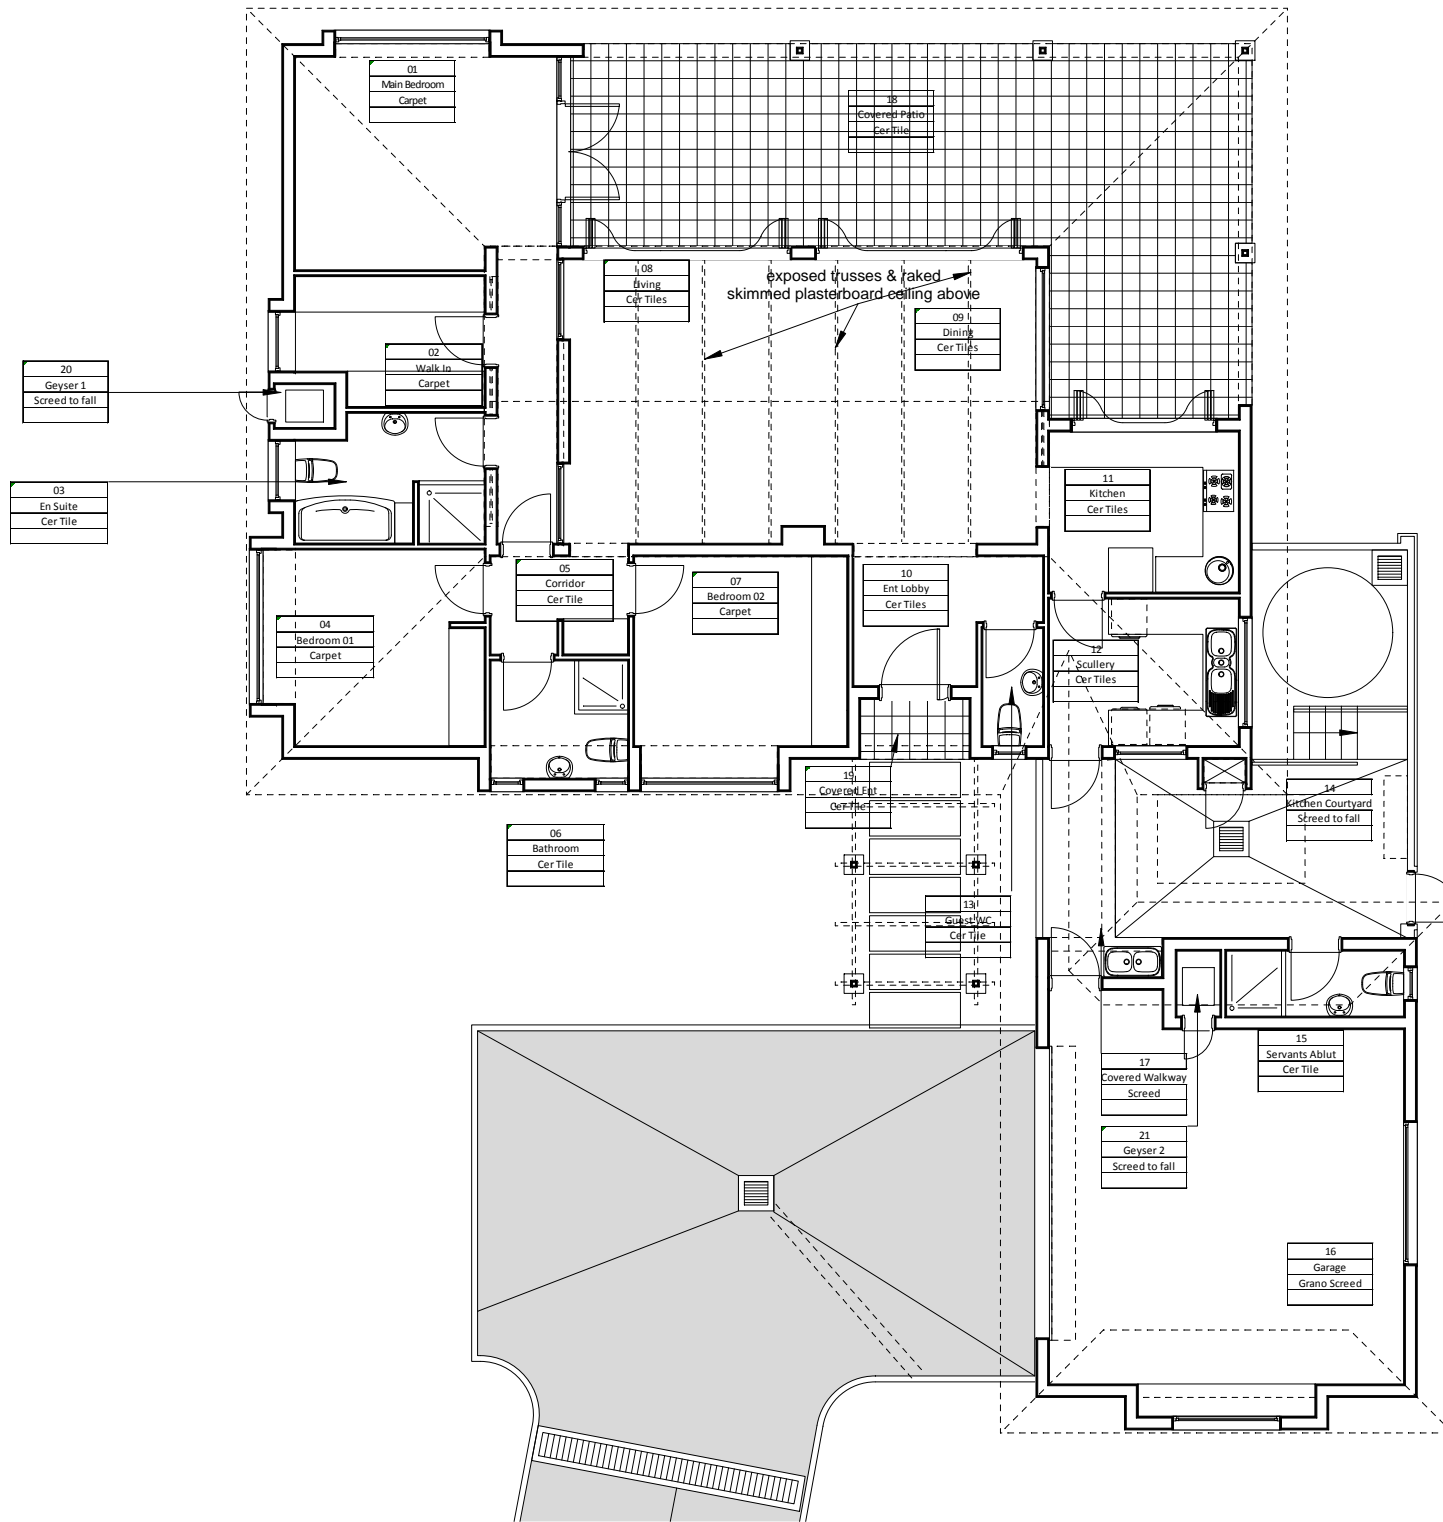 01
Main Bedroom
Carpet
18
Covered Patio
Cer Tile
08
Living
Cer Tiles
exposed trusses & raked
skimmed plasterboard ceiling above
09
Dining
Cer Tiles
02
Walk In
Carpet
20
Geyser 1
Screed to fall
03
En Suite
Cer Tile
11
Kitchen
Cer Tiles
05
Corridor
Cer Tile
07
Bedroom 02
Carpet
10
Ent Lobby
Cer Tiles
04
Bedroom 01
Carpet
12
Scullery
Cer Tiles
19
Covered Ent
Cer Tile
14
Kitchen Courtyard
Screed to fall
06
Bathroom
Cer Tile
13
Guest WC
Cer Tile
17
Covered Walkway
Screed
15
Servants Ablut
Cer Tile
21
Geyser 2
Screed to fall
16
Garage
Grano Screed